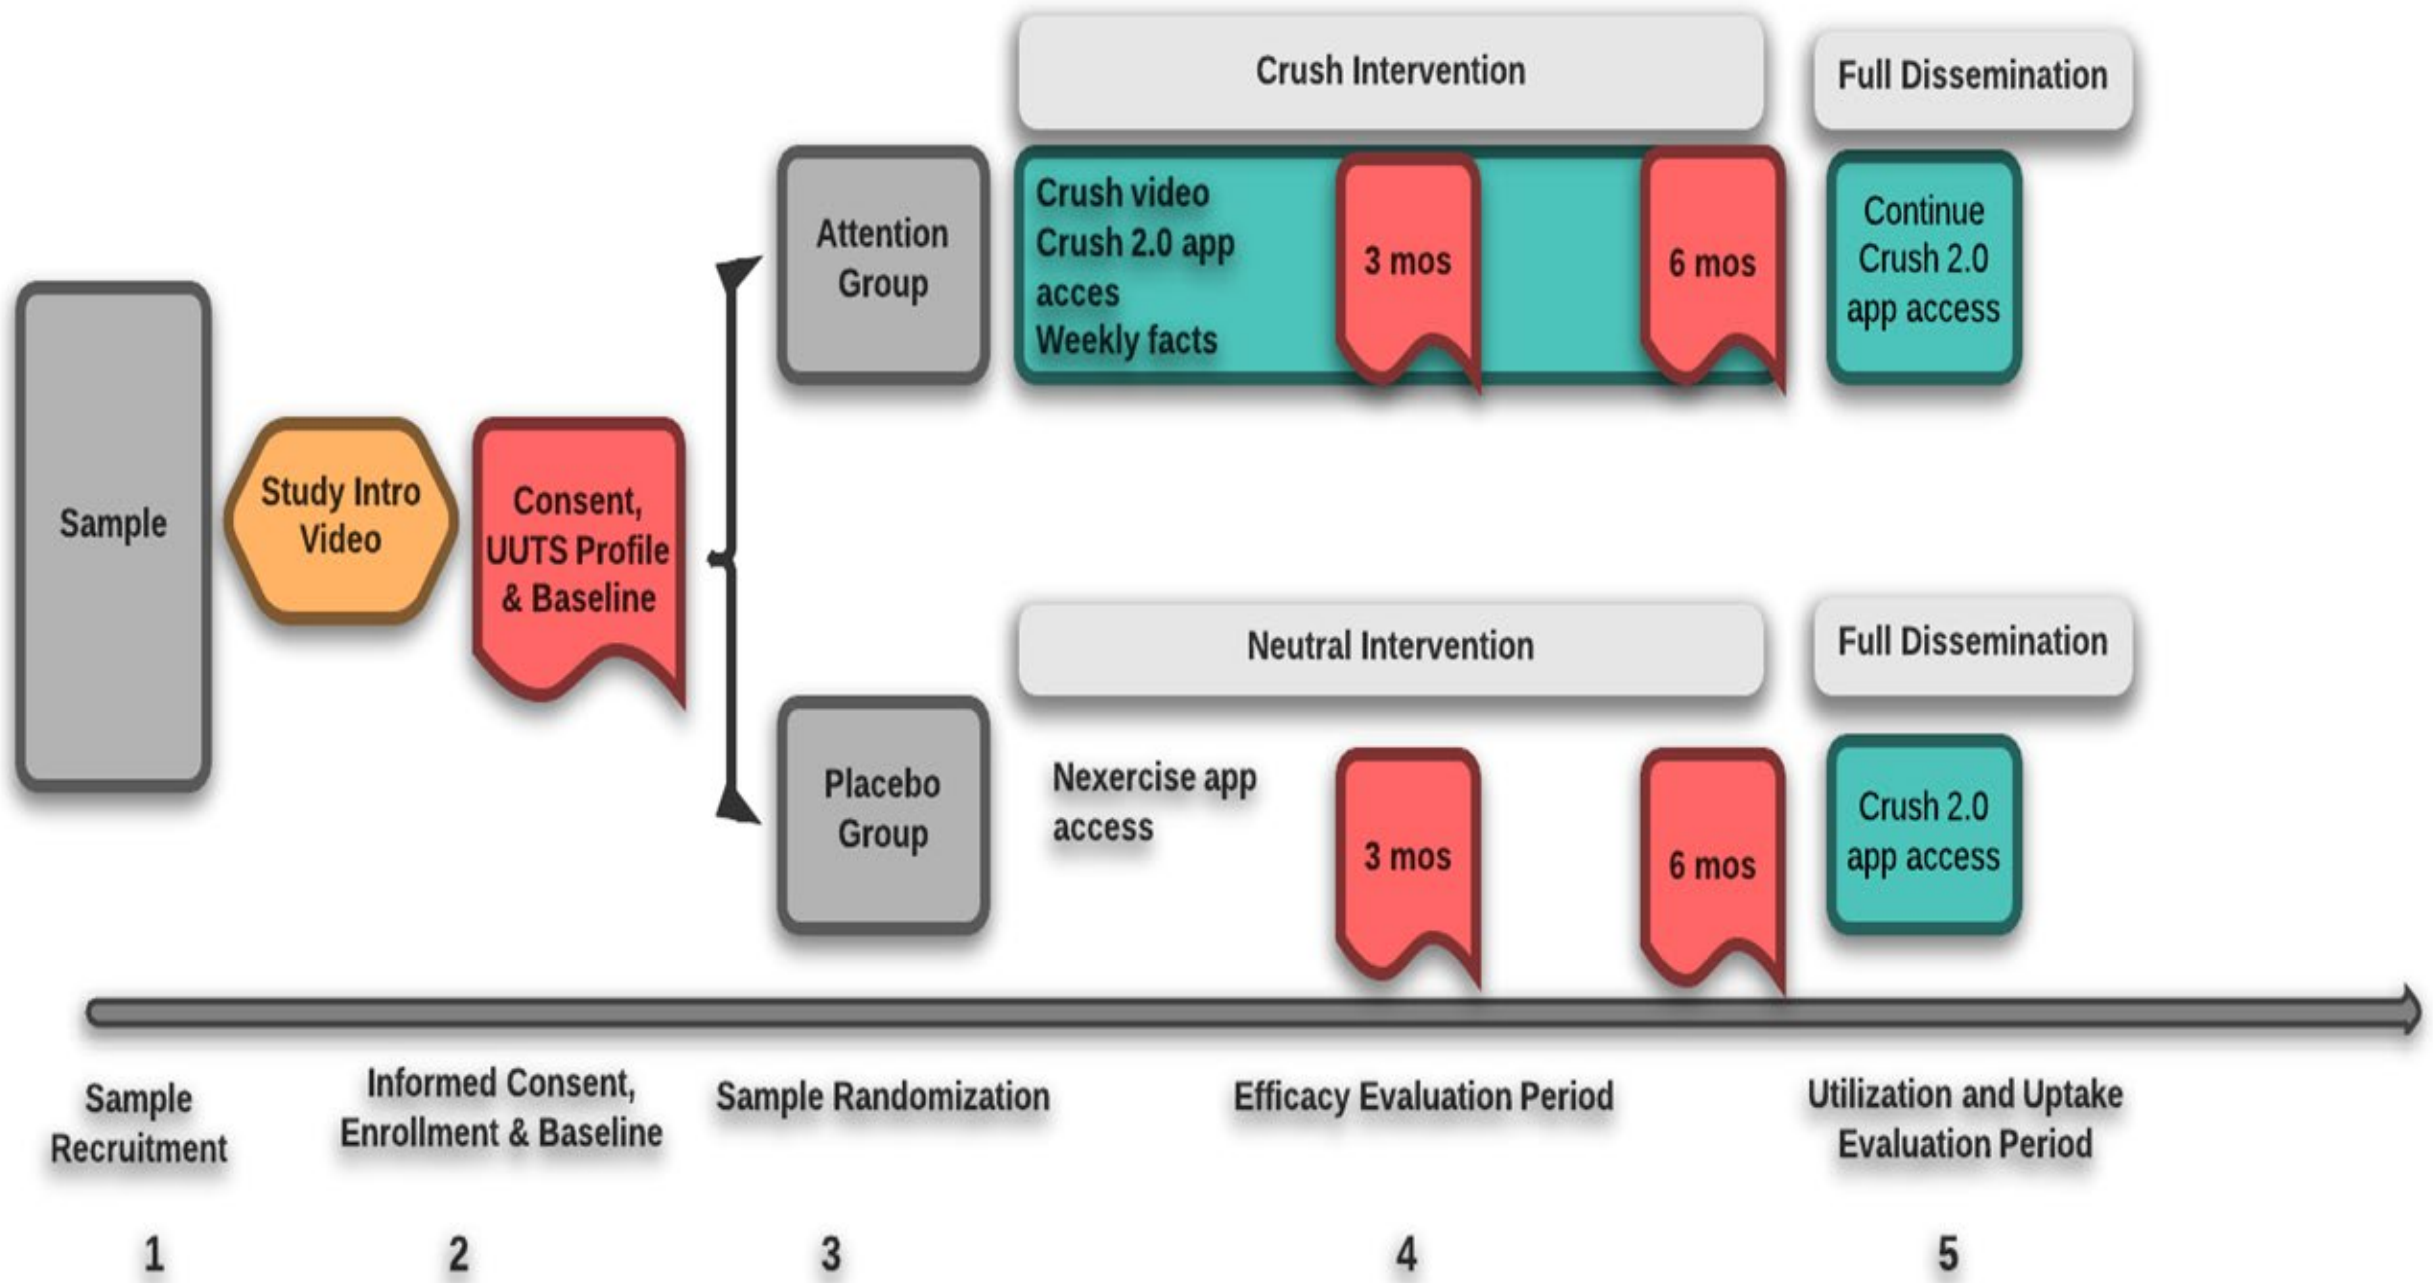 Crush Intervention
Full Dissemination
Attention
Group
Crush video
Crush 2.0 app
acces
Weekly facts
3 mos
6 mos
Continue
Crush 2.0
app access
Sample
Study Intro
Video
Consent,
UUTS Profile
& Baseline
Neutral Intervention
Full Dissemination
Placebo
Group
Nexercise app
access
3 mos
6 mos
Crush 2.0
app access
Sample
Recruitment
Informed Consent,
Enrollment & Baseline
Sample Randomization
Efficacy Evaluation Period
Utilization and Uptake
Evaluation Period
1
2
3
4
5